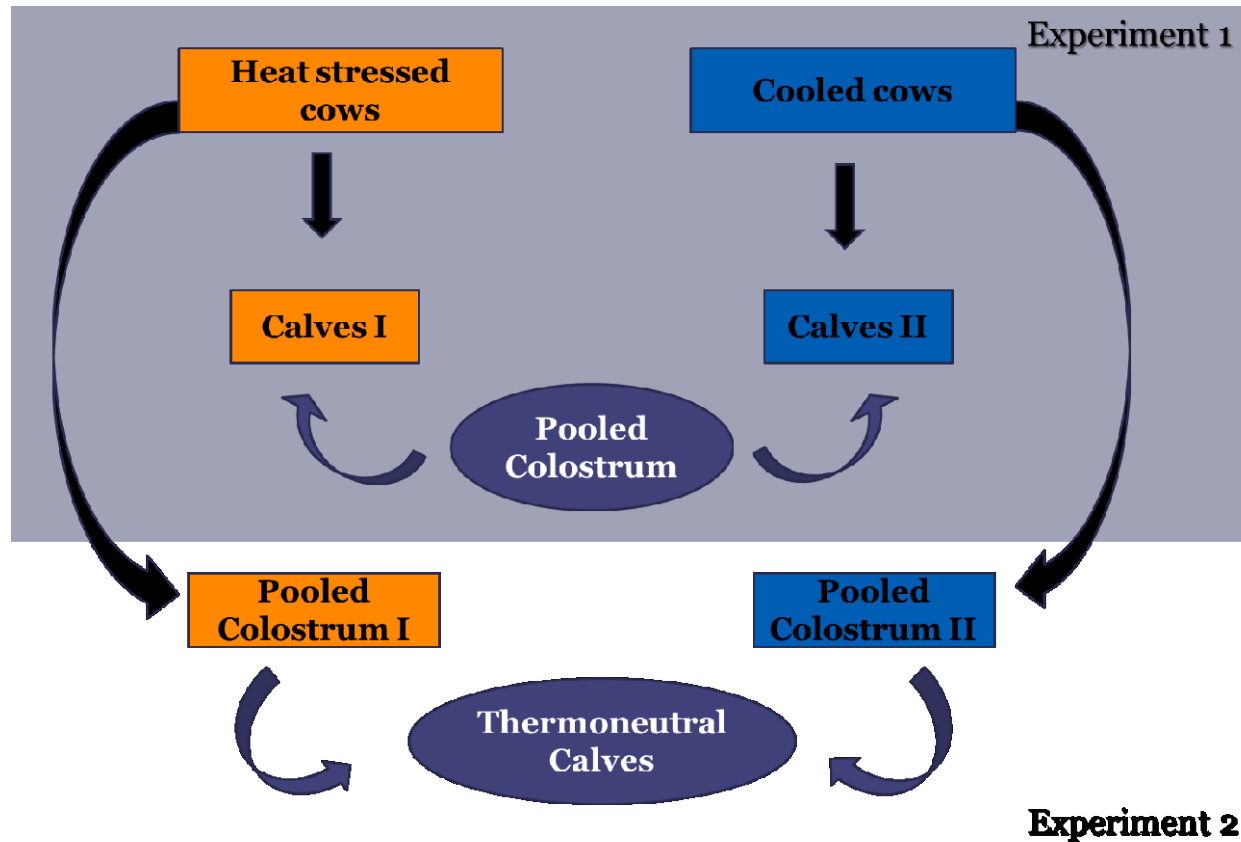 Experiment 1
Heat stressed
cows
Cooled cows
Calves I
Calves II
Pooled
Colostrum
Pooled
Colostrum I
Pooled
Colostrum II
Thermoneutral
Calves
Experiment 2